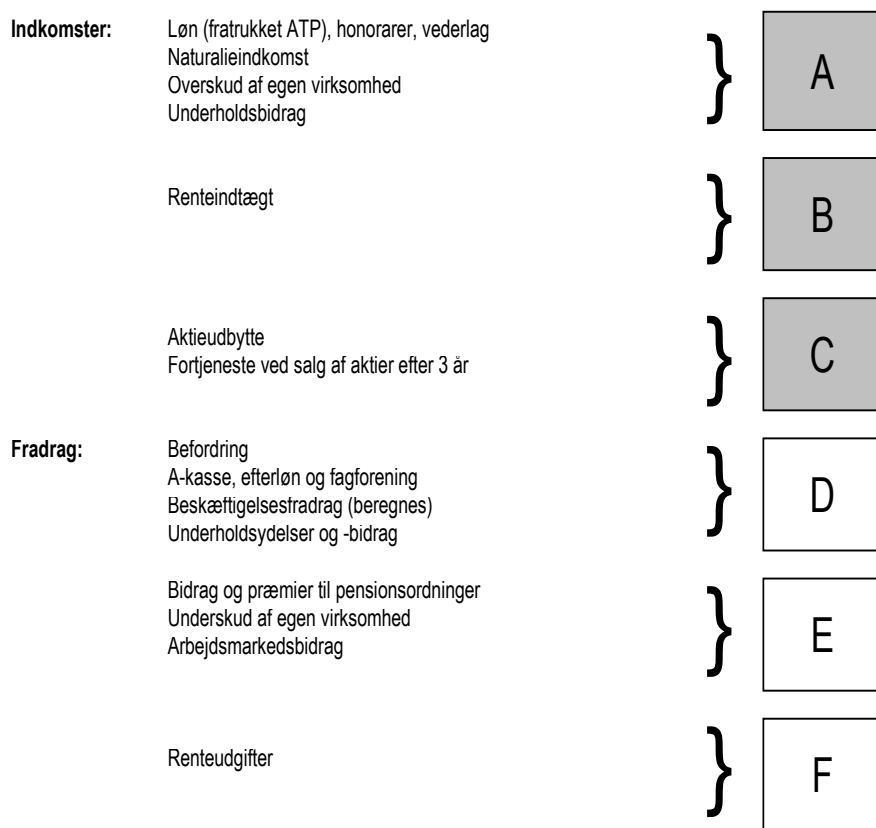 Indkomster: Løn (fratrukket ATP), honorarer, vederlag
Naturalieindkomst
Overskud af egen virksomhed
Underholdsbidrag
} A
Renteindtægt } B
Aktieudbytte
Fortjeneste ved salg af aktier efter 3 år
} C
Fradrag: Befordring
A-kasse, efterløn og fagforening
Beskæftigelsesfradrag (beregnes)
Underholdsydelser og -bidrag
} D
Bidrag og præmier til pensionsordninger
Underskud af egen virksomhed
Arbejdsmarkedsbidrag
} E
Renteudgifter } F